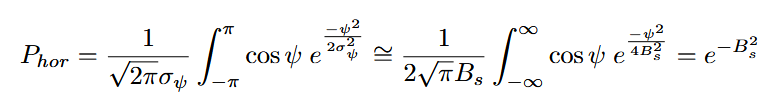 $P_{hor} = \frac{1}{\sqrt{2\pi}\sigma_\psi} \int_{-\pi}^{\pi} \cos\psi \; e^{\frac{-\psi^2}{2\sigma_\psi^2}} \cong \frac{1}{2\sqrt{\pi}B_s} \int_{-\infty}^{\infty} \cos\psi \; e^{\frac{-\psi^2}{4B_s^2}} = e^{-B_s^2}$